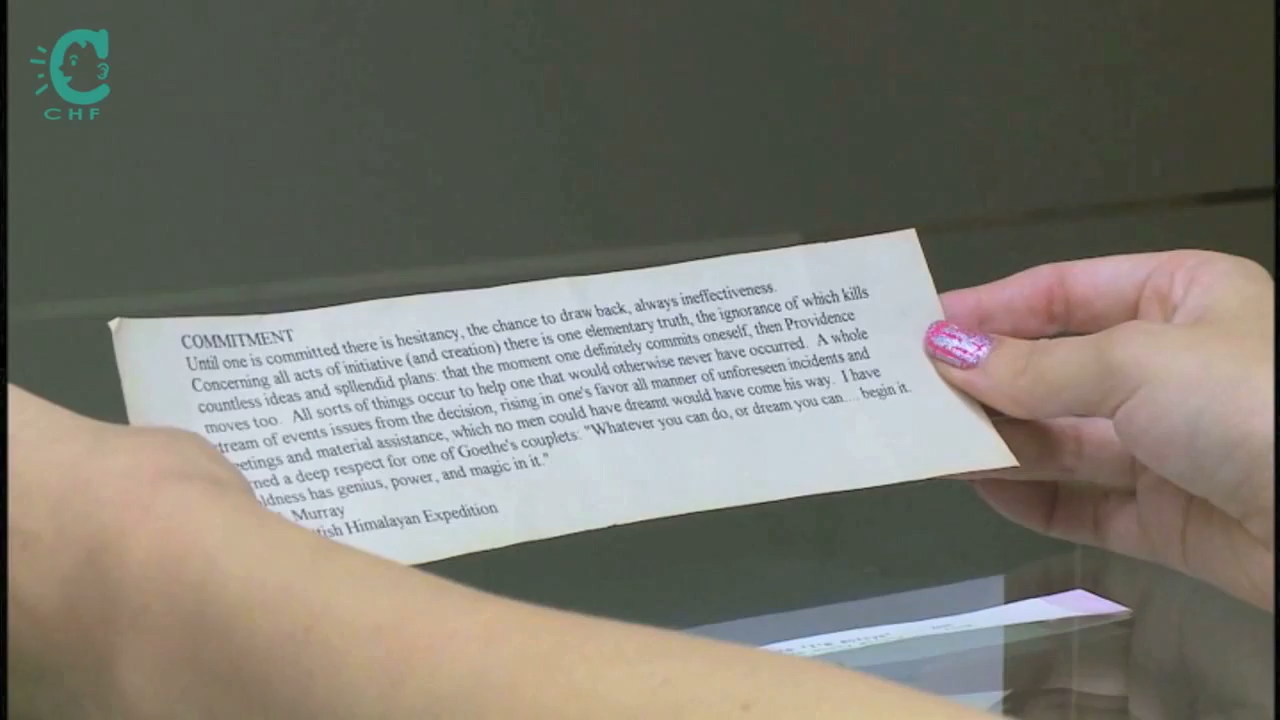 CHF
COMMITMENT
Until one is committed there is hesitancy, the chance to draw back, always ineffectiveness.
Concerning all acts of initiative (and creation) there is one elementary truth, the ignorance of which kills
countless ideas and spllendid plans: that the moment one definitely commits oneself, then Providence
moves too. All sorts of things occur to help one that would otherwise never have occurred. A whole
tream of events issues from the decision, rising in one's favor all manner of unforeseen incidents and
eetings and material assistance, which no men could have dreamt would have come his way. I have
rned a deep respect for one of Goethe's couplets: "Whatever you can do, or dream you can.... begin it.
ldness has genius, power, and magic in it."
Murray
tish Himalayan Expedition